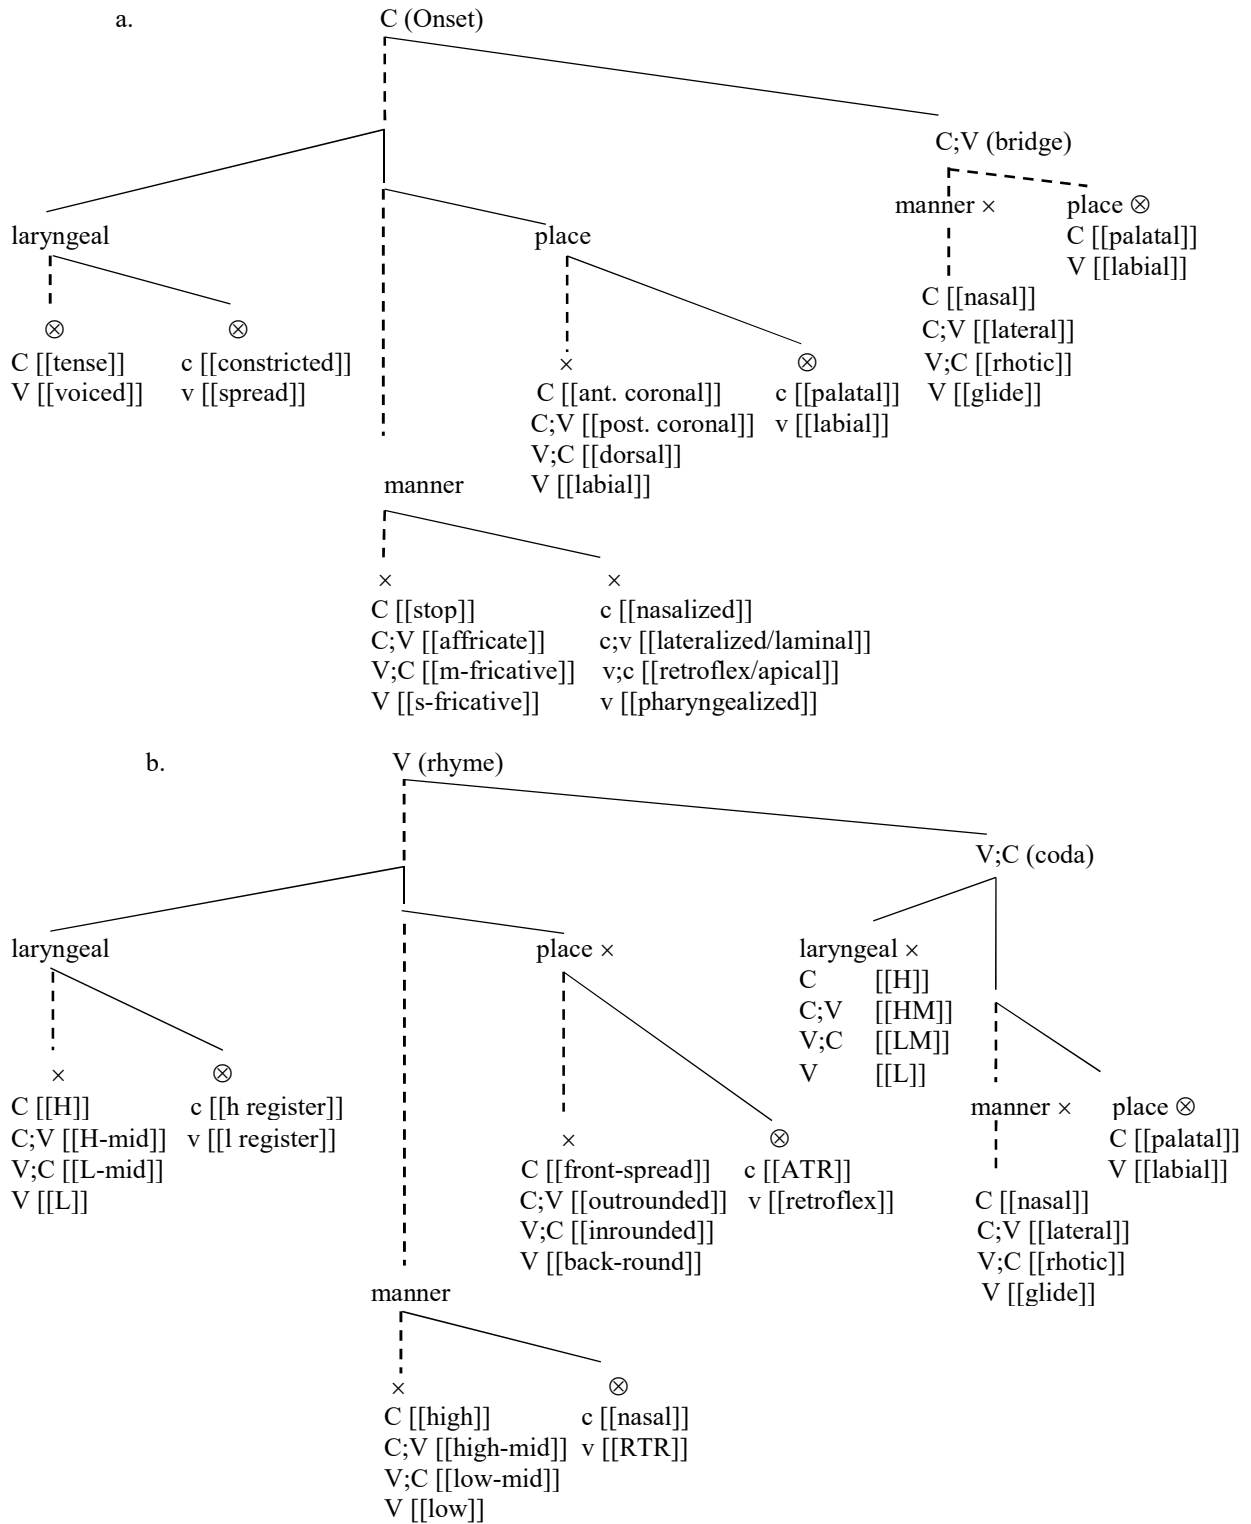 a. C (Onset)
C;V (bridge)
manner × place ⊗
laryngeal place C [[palatal]]
V [[labial]]
C [[nasal]]
⊗ ⊗ C;V [[lateral]]
C [[tense]] c [[constricted]] × ⊗ V;C [[rhotic]]
V [[voiced]] v [[spread]] C [[ant. coronal]] c [[palatal]] V [[glide]]
C;V [[post. coronal]] v [[labial]]
V;C [[dorsal]]
manner V [[labial]]
× ×
C [[stop]] c [[nasalized]]
C;V [[affricate]] c;v [[lateralized/laminal]]
V;C [[m-fricative]] v;c [[retroflex/apical]]
V [[s-fricative]] v [[pharyngealized]]
b. V (rhyme)
V;C (coda)
laryngeal place × laryngeal ×
C [[H]]
C;V [[HM]]
V;C [[LM]]
× ⊗ V [[L]]
C [[H]] c [[h register]] manner × place ⊗
C;V [[H-mid]] v [[l register]] × ⊗ C [[palatal]]
V;C [[L-mid]] C [[front-spread]] c [[ATR]] V [[labial]]
V [[L]] C;V [[outrounded]] v [[retroflex]] C [[nasal]]
V;C [[inrounded]] C;V [[lateral]]
V [[back-round]] V;C [[rhotic]]
manner V [[glide]]
× ⊗
C [[high]] c [[nasal]]
C;V [[high-mid]] v [[RTR]]
V;C [[low-mid]]
V [[low]]